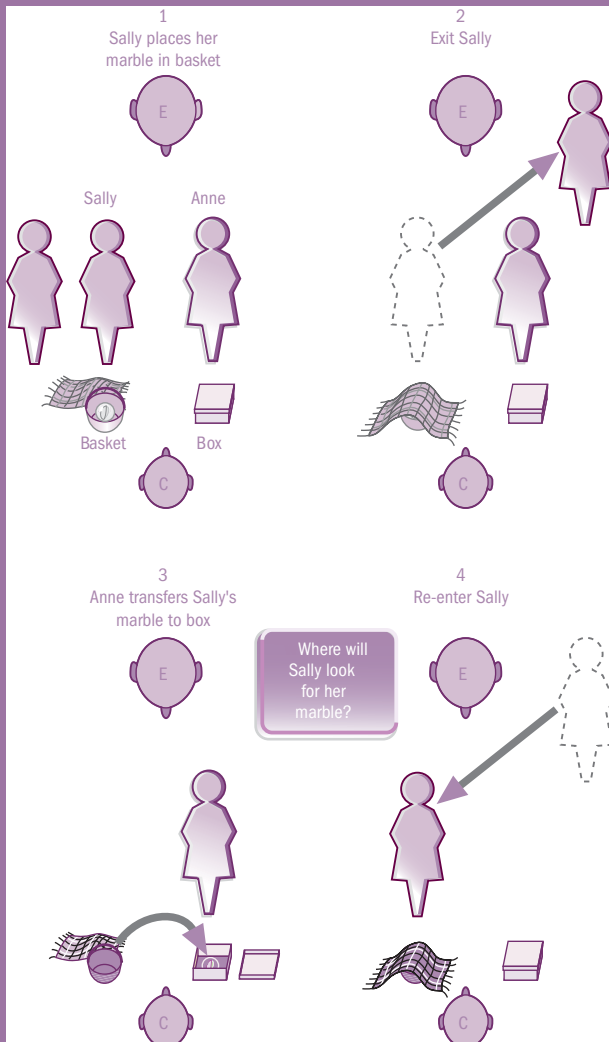 1
Sally places her
marble in basket
E
Sally
Anne
Basket
Box
C
2
Exit Sally
E
C
3
Anne transfers Sally's
marble to box
E
C
Where will
Sally look
for her
marble?
4
Re-enter Sally
E
C